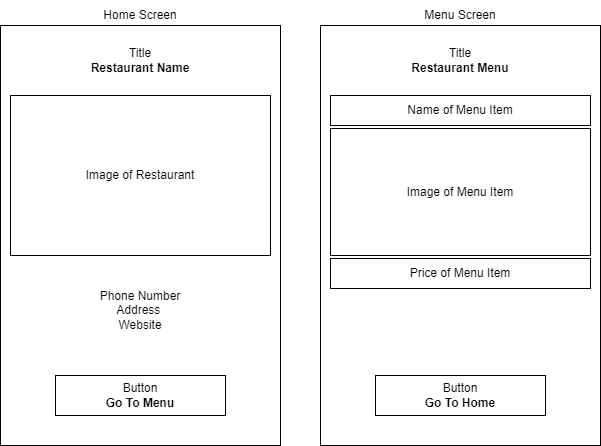 Home Screen
Title
Restaurant Name
Image of Restaurant
Phone Number
Address
Website
Button
Go To Menu
Menu Screen
Title
Restaurant Menu
Name of Menu Item
Image of Menu Item
Price of Menu Item
Button
Go To Home